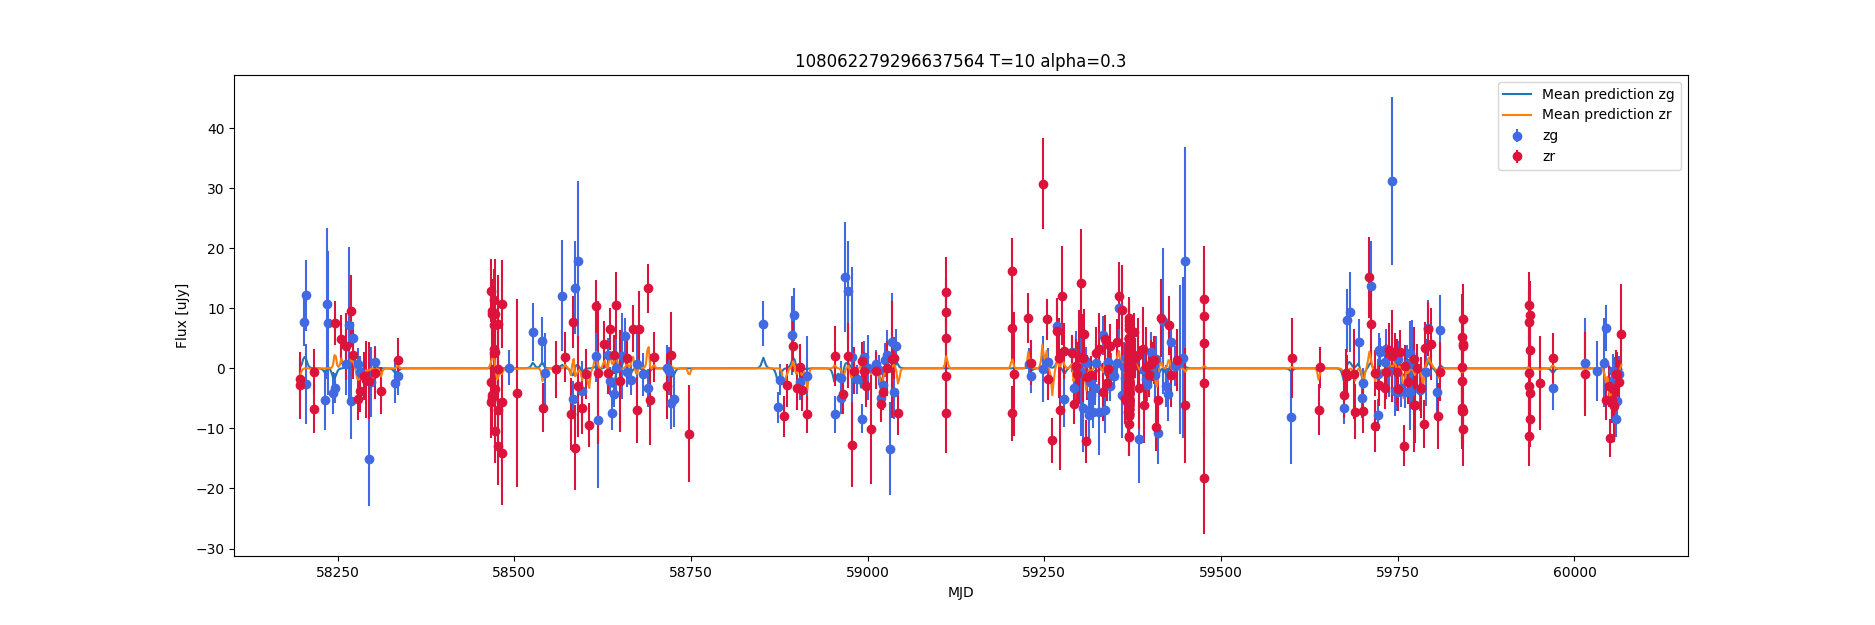 108062279296637564 T=10 alpha=0.3
Mean prediction zg
Mean prediction zr
zg
zr
Flux [uJy]
40
30
20
10
0
−10
−20
−30
58250 58500 58750 59000 59250 59500 59750 60000
MJD